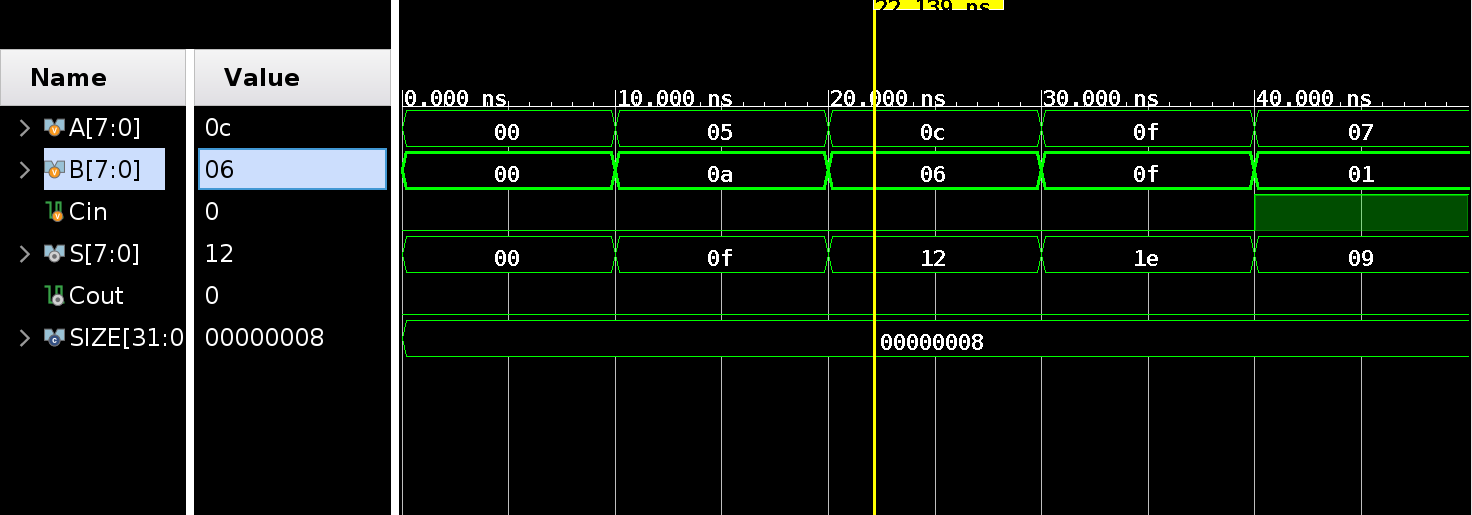 22.139 ns
Name Value
0.000 ns 10.000 ns 20.000 ns 30.000 ns 40.000 ns
A[7:0] 0c 00 05 0c 0f 07
B[7:0] 06 00 0a 06 0f 01
Cin 0
S[7:0] 12 00 0f 12 1e 09
Cout 0
SIZE[31:0 00000008 00000008